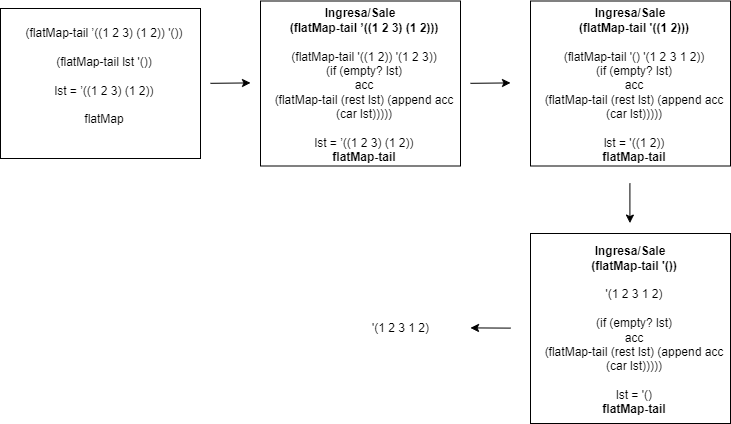 (flatMap-tail ’((1 2 3) (1 2)) '())
(flatMap-tail lst '())
lst = ’((1 2 3) (1 2))
flatMap
Ingresa/Sale
(flatMap-tail ’((1 2 3) (1 2)))
(flatMap-tail '((1 2)) '(1 2 3))
(if (empty? lst)
acc
(flatMap-tail (rest lst) (append acc
(car lst)))))
lst = ’((1 2 3) (1 2))
flatMap-tail
Ingresa/Sale
(flatMap-tail '((1 2)))
(flatMap-tail '() '(1 2 3 1 2))
(if (empty? lst)
acc
(flatMap-tail (rest lst) (append acc
(car lst)))))
lst = '((1 2))
flatMap-tail
Ingresa/Sale
(flatMap-tail '())
'(1 2 3 1 2)
(if (empty? lst)
acc
(flatMap-tail (rest lst) (append acc
(car lst)))))
lst = '()
flatMap-tail
'(1 2 3 1 2)